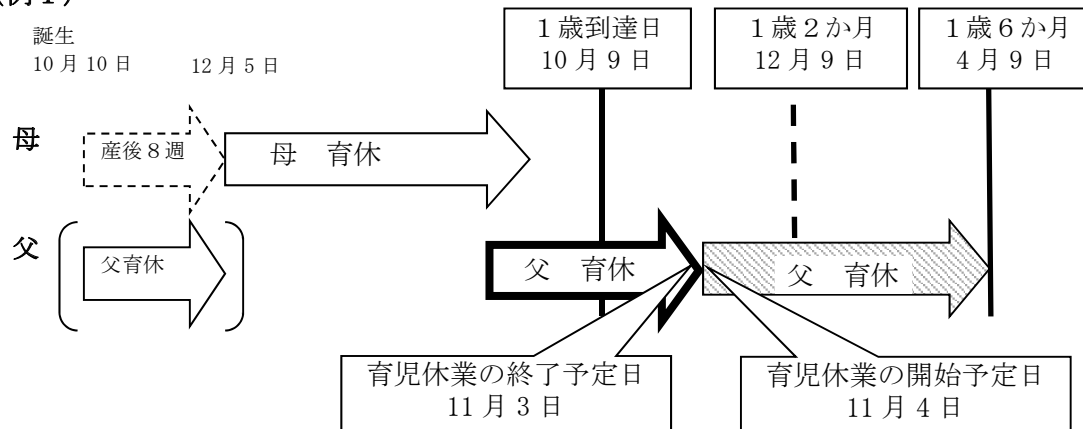 (例1)
誕生
10月10日
12月5日
1歳到達日
10月9日
1歳2か月
12月9日
1歳6か月
4月9日
母
産後8週
母 育休
父
父育休
父 育休
父 育休
育児休業の終了予定日
11月3日
育児休業の開始予定日
11月4日